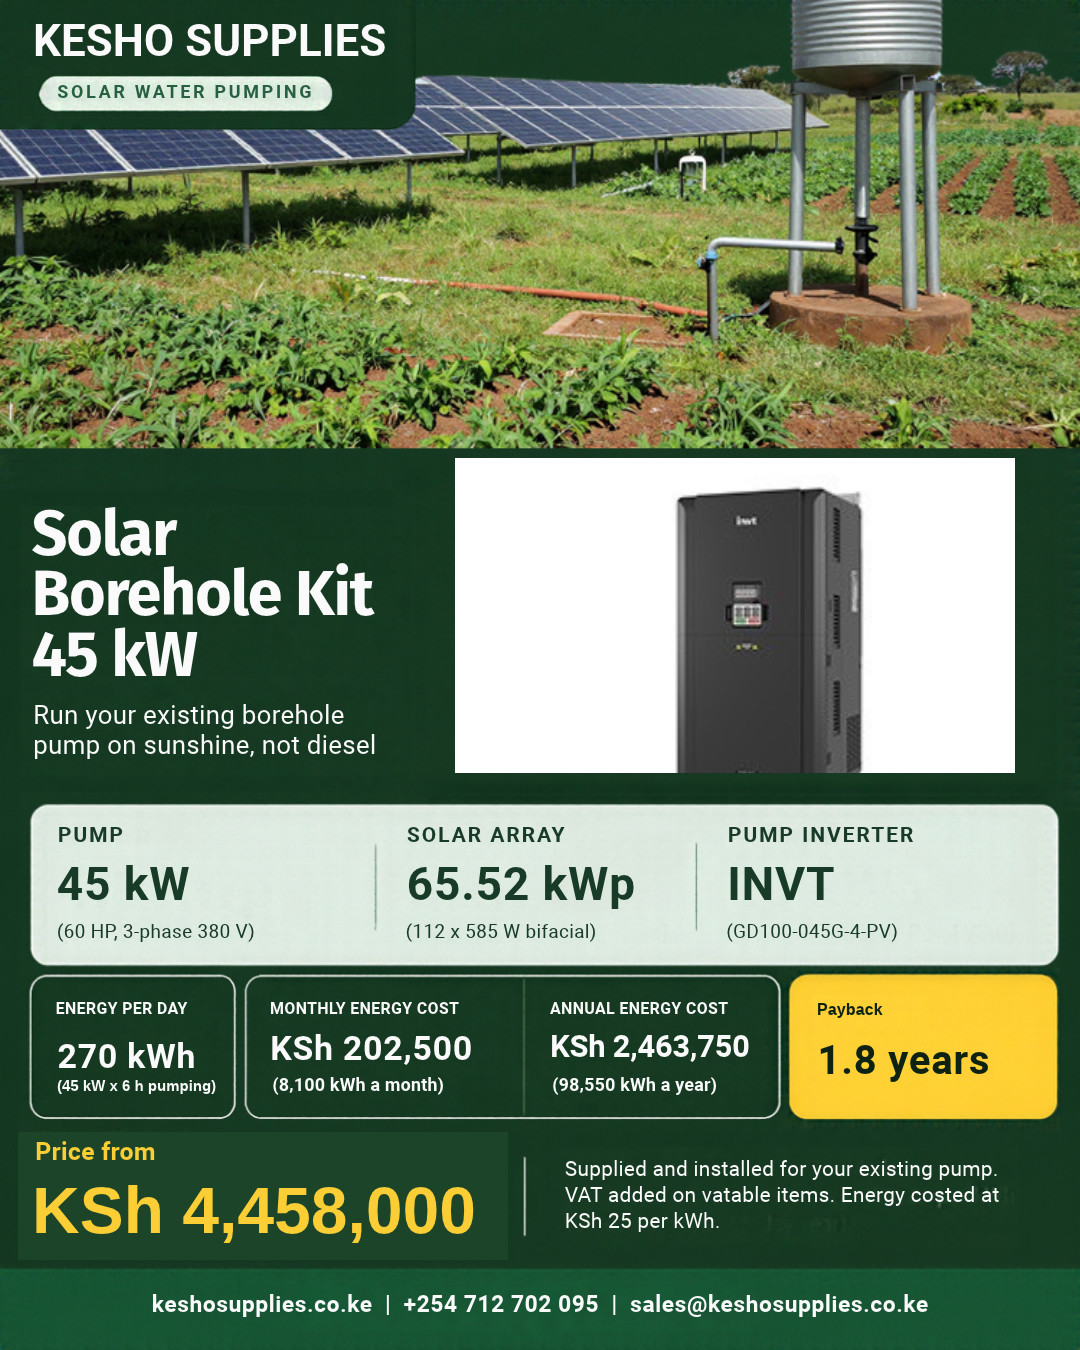 KESHO SUPPLIES
SOLAR WATER PUMPING
invt
Solar
Borehole Kit
45 kW
Run your existing borehole
pump on sunshine, not diesel
PUMP
45 kW
(60 HP, 3-phase 380 V)
SOLAR ARRAY
65.52 kWp
(112 x 585 W bifacial)
PUMP INVERTER
INVT
(GD100-045G-4-PV)
ENERGY PER DAY
270 kWh
(45 kW x 6 h pumping)
MONTHLY ENERGY COST
KSh 202,500
(8,100 kWh a month)
ANNUAL ENERGY COST
KSh 2,463,750
(98,550 kWh a year)
Payback
1.8 years
Price from
KSh 4,458,000
Supplied and installed for your existing pump.
VAT added on vatable items. Energy costed at
KSh 25 per kWh.
keshosupplies.co.ke | +254 712 702 095 | sales@keshosupplies.co.ke